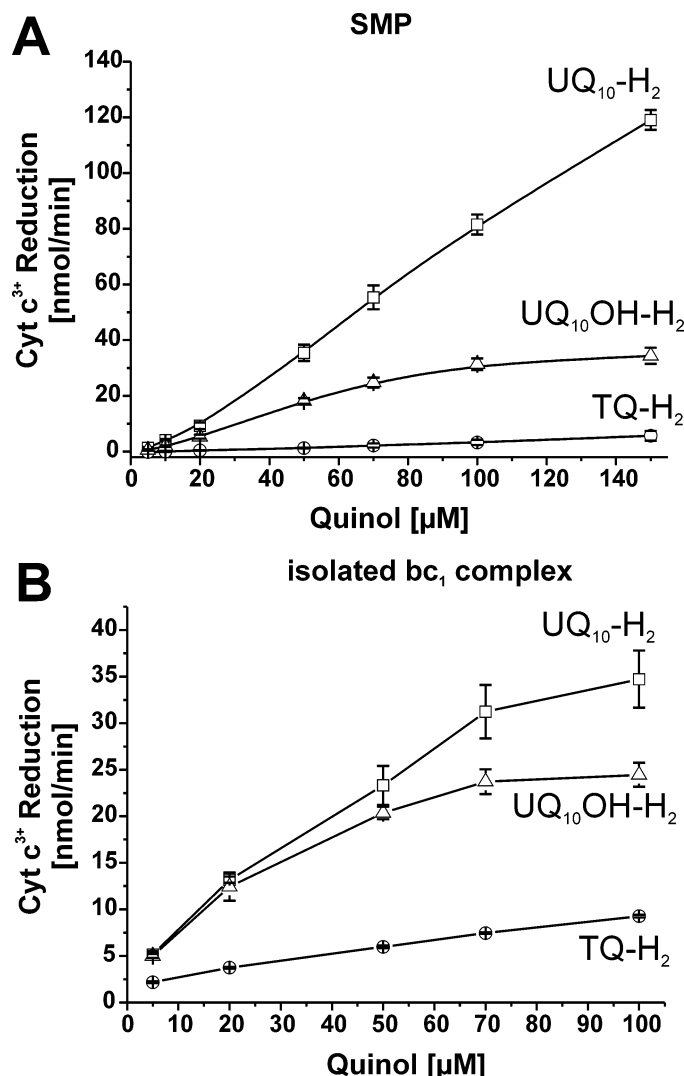 A
SMP
140
120
100
80
60
40
20
0
Cyt c³⁺ Reduction
[nmol/min]
UQ₁₀-H₂
UQ₁₀OH-H₂
TQ-H₂
0 20 40 60 80 100 120 140
Quinol [µM]
B
isolated bc₁ complex
40
35
30
25
20
15
10
5
0
Cyt c³⁺ Reduction
[nmol/min]
UQ₁₀-H₂
UQ₁₀OH-H₂
TQ-H₂
0 10 20 30 40 50 60 70 80 90 100
Quinol [µM]